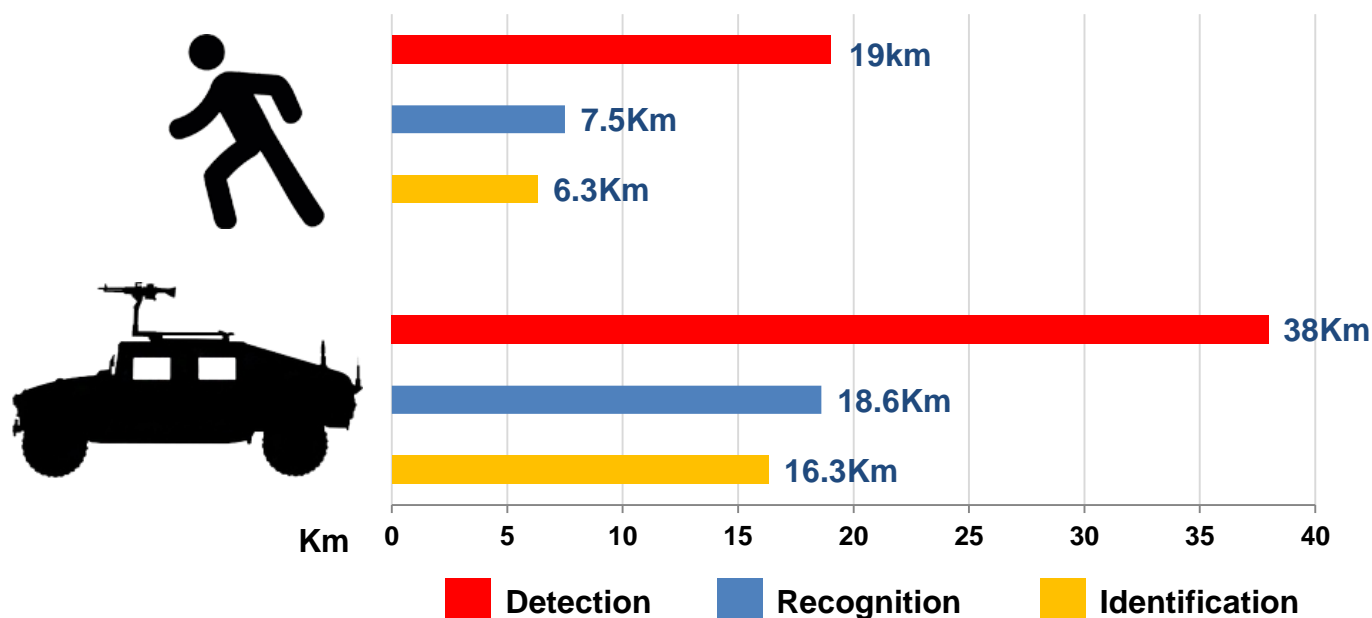 19km
7.5Km
6.3Km
38Km
18.6Km
16.3Km
Km 0 5 10 15 20 25 30 35 40
Detection Recognition Identification